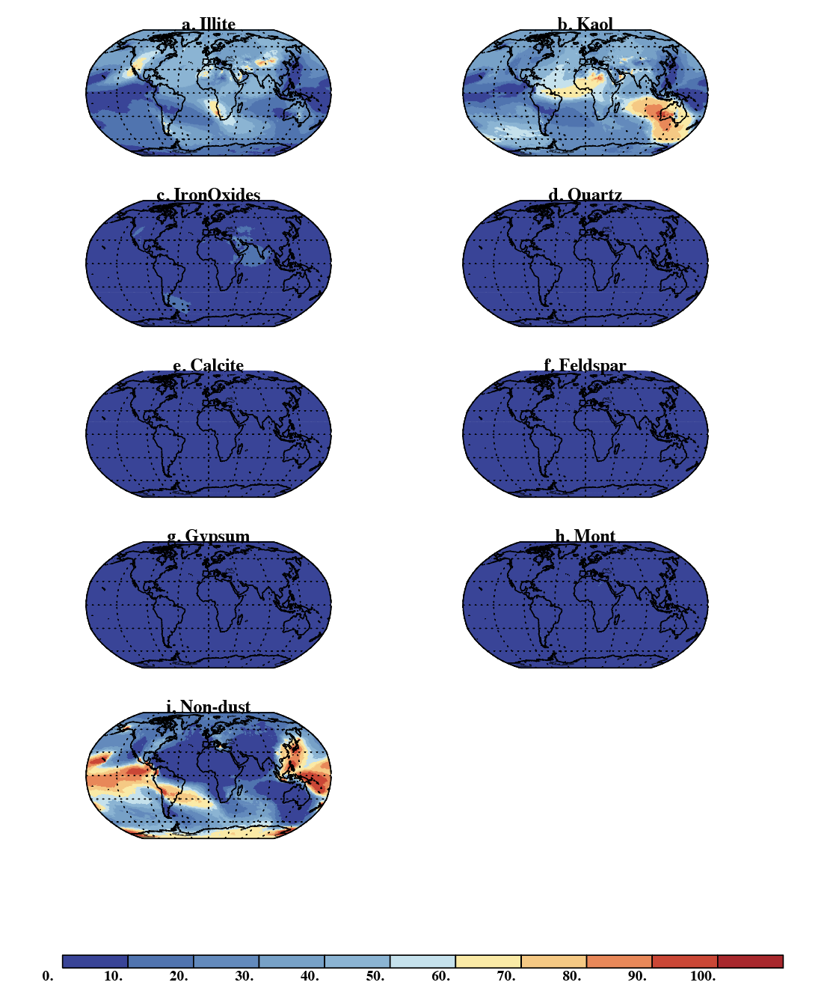 a. Illite
b. Kaol
c. IronOxides
d. Quartz
e. Calcite
f. Feldspar
g. Gypsum
h. Mont
i. Non-dust
0. 10. 20. 30. 40. 50. 60. 70. 80. 90. 100.